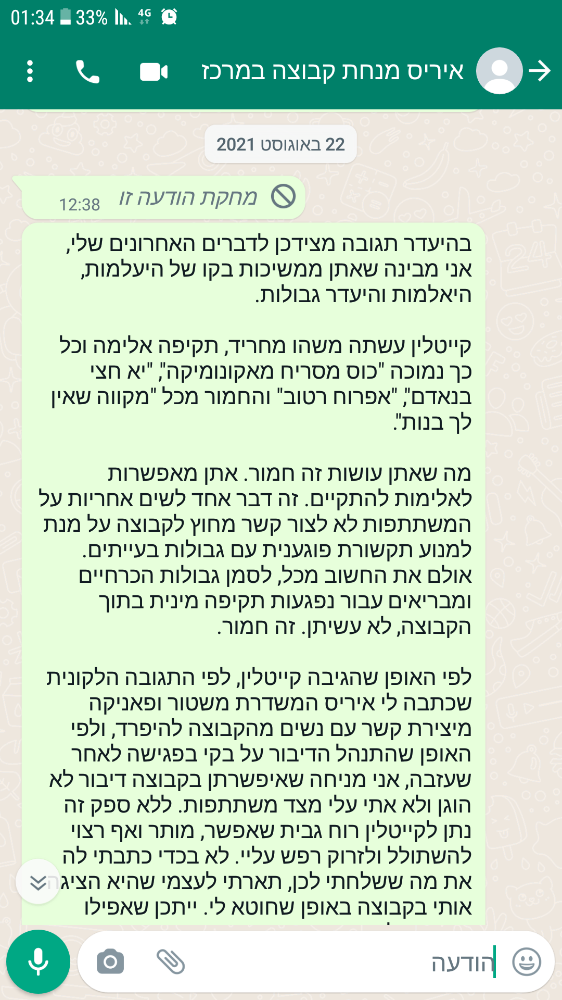 01:34 33% 4G
איריס מנחת קבוצה במרכז
22 באוגוסט 2021
מחקת הודעה זו
12:38
בהיעדר תגובה מצידכן לדברים האחרונים שלי,
אני מבינה שאתן ממשיכות בקו של היעלמות,
היאלמות והיעדר גבולות.
קייטלין עשתה משהו מחריד, תקיפה אלימה וכל
כך נמוכה "כוס מסריח מאקונומיקה", "יא חצי
בנאדם", "אפרוח רטוב" והחמור מכל "מקווה שאין
לך בנות".
מה שאתן עושות זה חמור. אתן מאפשרות
לאלימות להתקיים. זה דבר אחד לשים אחריות על
המשתתפות לא לצור קשר מחוץ לקבוצה על מנת
למנוע תקשורת פוגענית עם גבולות בעייתים.
אולם את החשוב מכל, לסמן גבולות הכרחיים
ומבריאים עבור נפגעות תקיפה מינית בתוך
הקבוצה, לא עשיתן. זה חמור.
לפי האופן שהגיבה קייטלין, לפי התגובה הלקונית
שכתבה לי איריס המשדרת משטור ופאניקה
מיצירת קשר עם נשים מהקבוצה להיפרד, ולפי
האופן שהתנהל הדיבור על בקי בפגישה לאחר
שעזבה, אני מניחה שאיפשרתן בקבוצה דיבור לא
הוגן ולא אתי עלי מצד משתתפות. ללא ספק זה
נתן לקייטלין רוח גבית שאפשר, מותר ואף רצוי
להשתולל ולזרוק רפש עליי. לא בכדי כתבתי לה
את מה ששלחתי לכן, תארתי לעצמי שהיא הציגה
אותי בקבוצה באופן שחוטא לי. ייתכן שאפילו
הודעה